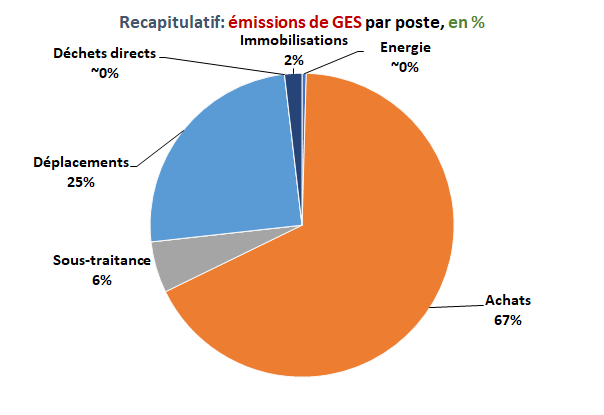 Recapitulatif: émissions de GES par poste, en %
Immobilisations
2%
Energie
~0%
Déchets directs
~0%
Déplacements
25%
Sous-traitance
6%
Achats
67%